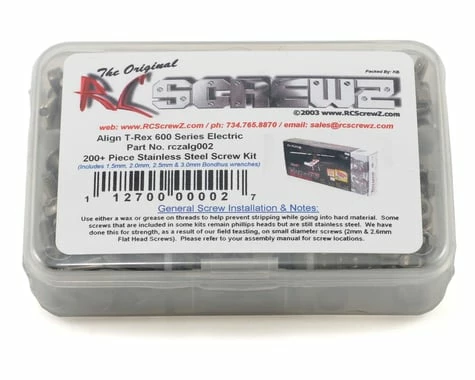 The Original
Packed By: NB
RC SCREWZ
©2003 www.RCScrewZ.com
web: www.RCScrewZ.com / ph: 734.765.8870 / email: sales@rcscrewz.com
Align T-Rex 600 Series Electric
Part No. rczalg002
200+ Piece Stainless Steel Screw Kit
(Includes 1.5mm, 2.0mm, 2.5mm & 3.0mm Bondhus wrenches)
1 12700 00002 7
General Screw Installation & Notes:
Use either a wax or grease on threads to help prevent stripping while going into hard material. Some
screws that are included in some kits remain phillips heads but are still stainless steel. We have
done this for strength, as a result of our field teasting, on small diameter screws (2mm & 2.6mm
Flat Head Screws). Please refer to your assembly manual for screw locations.